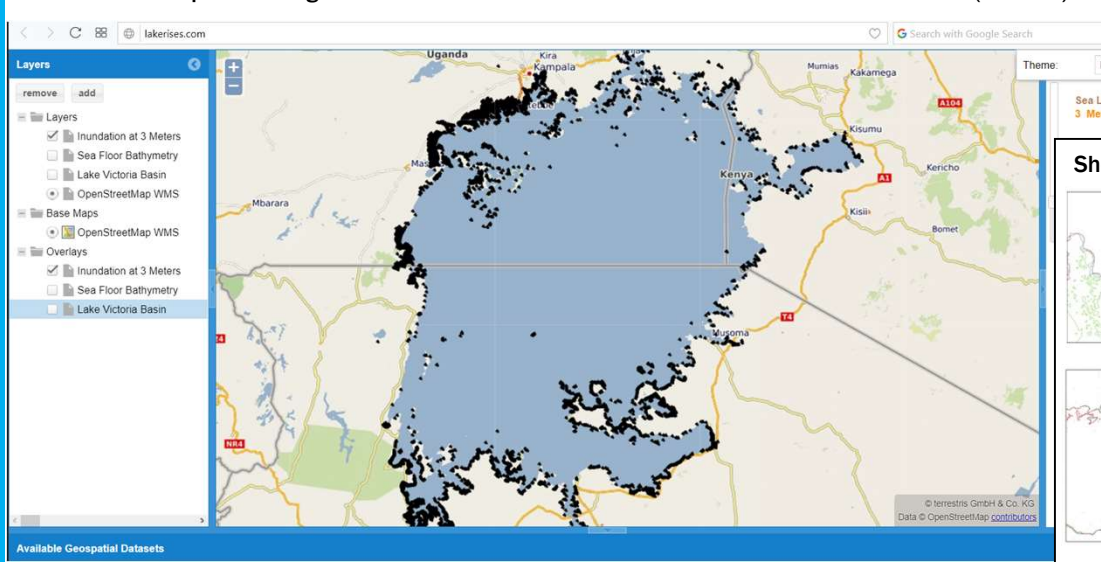 lakerises.com
Search with Google Search
Layers
Theme:
remove add
Layers
Inundation at 3 Meters
Sea Floor Bathymetry
Lake Victoria Basin
OpenStreetMap WMS
Base Maps
OpenStreetMap WMS
Overlays
Inundation at 3 Meters
Sea Floor Bathymetry
Lake Victoria Basin
+
−
Uganda
Kira
Kampala
Mumias
Kakamega
A104
Kisumu
Kericho
Kenya
A1
Mbarara
Kisii
Bomet
T4
Musoma
NR4
© terrestris GmbH & Co. KG
Data © OpenStreetMap contributors
Sea L
3 Me
Sh
Available Geospatial Datasets